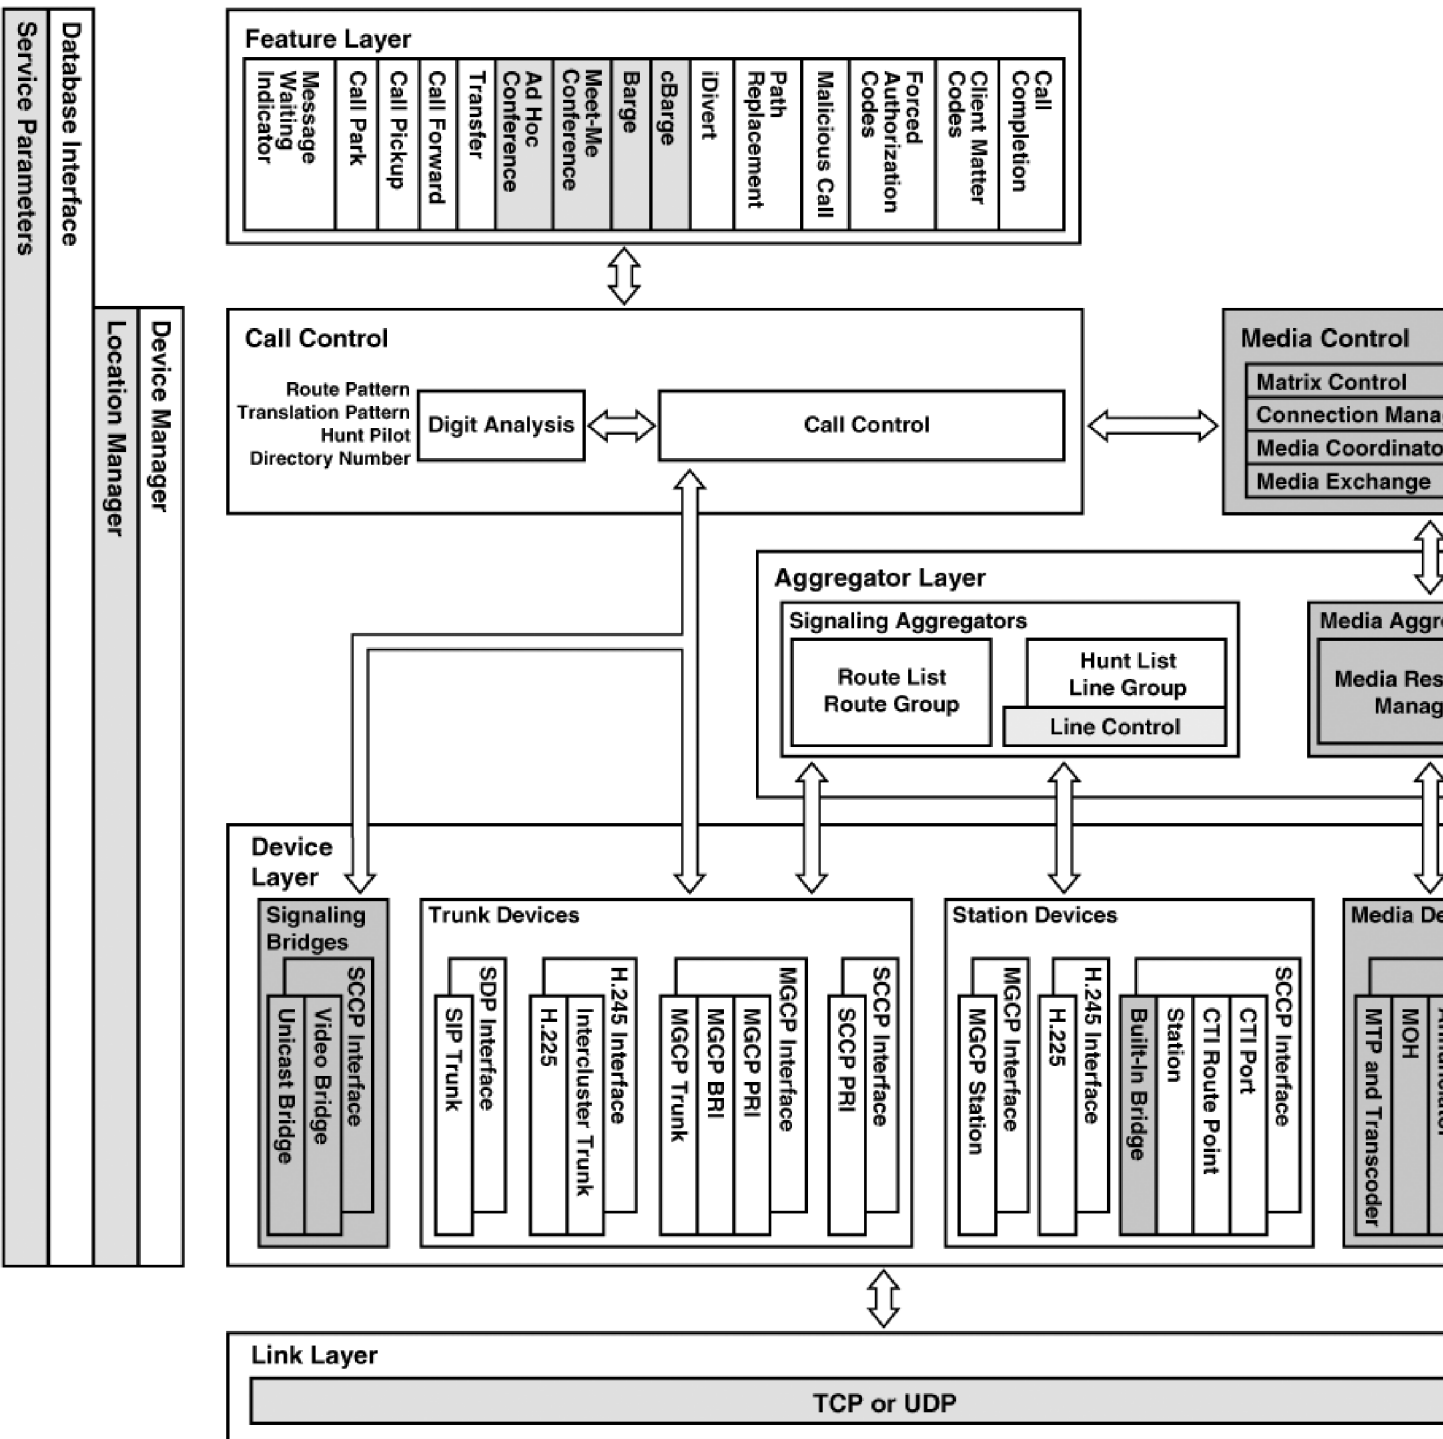 Service Parameters
Database Interface
Location Manager
Device Manager
Feature Layer
Message
Waiting
Indicator
Call Park
Call Pickup
Call Forward
Transfer
Ad Hoc
Conference
Meet-Me
Conference
Barge
cBarge
iDivert
Path
Replacement
Malicious Call
Forced
Authorization
Codes
Client Matter
Codes
Call
Completion
Call Control
Route Pattern
Translation Pattern
Hunt Pilot
Directory Number
Digit Analysis
Call Control
Media Control
Matrix Control
Connection Mana
Media Coordinato
Media Exchange
Aggregator Layer
Signaling Aggregators
Route List
Route Group
Hunt List
Line Group
Line Control
Media Aggr
Media Res
Manag
Device
Layer
Signaling
Bridges
SCCP Interface
Video Bridge
Unicast Bridge
Trunk Devices
SDP Interface
SIP Trunk
H.245 Interface
Intercluster Trunk
H.225
MGCP Interface
MGCP PRI
MGCP BRI
MGCP Trunk
SCCP Interface
SCCP PRI
Station Devices
MGCP Interface
MGCP Station
H.245 Interface
H.225
SCCP Interface
CTI Port
CTI Route Point
Station
Built-In Bridge
Media De
MOH
MTP and Transcoder
Link Layer
TCP or UDP